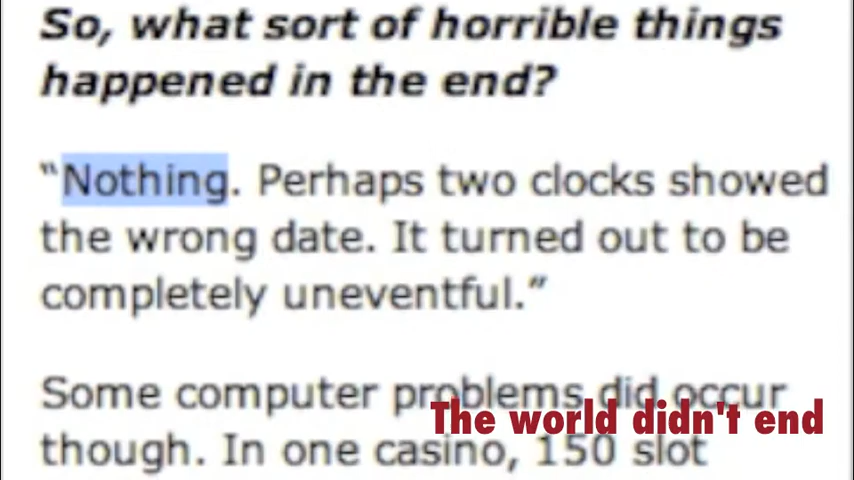 So, what sort of horrible things
happened in the end?
“Nothing. Perhaps two clocks showed
the wrong date. It turned out to be
completely uneventful.”
Some computer problems did occur
The world didn't end
though. In one casino, 150 slot